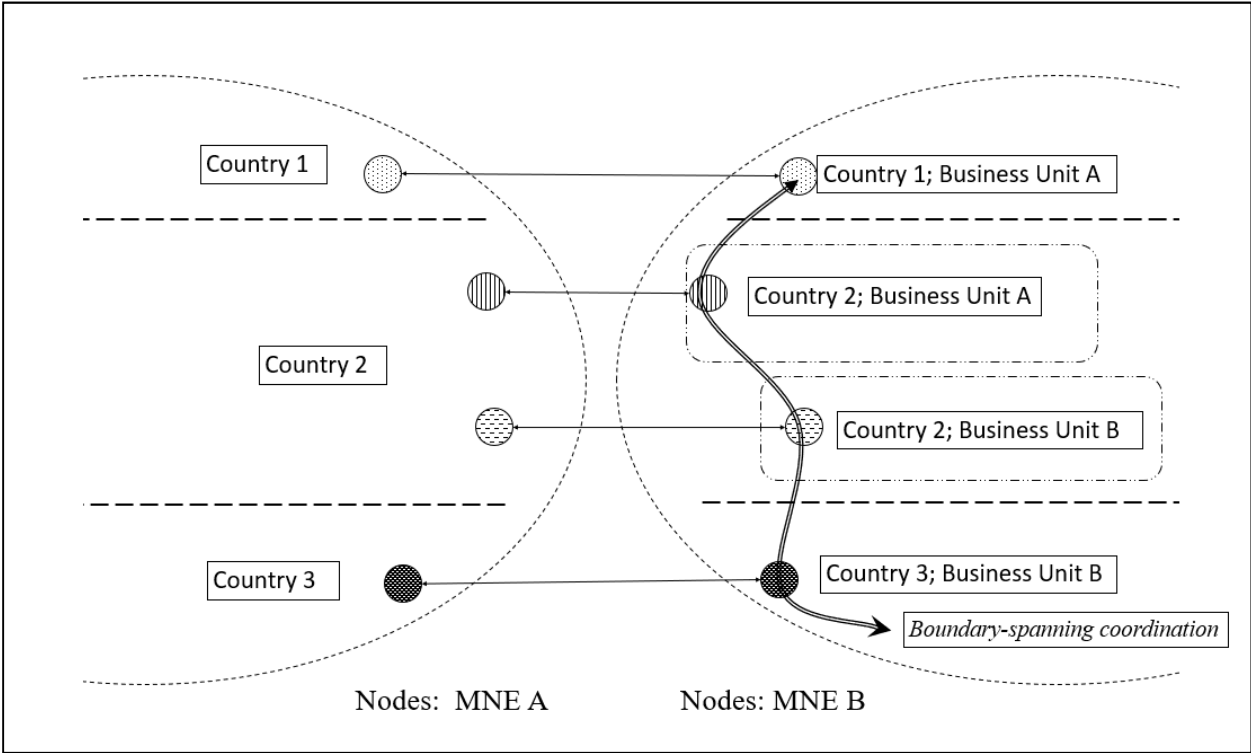 Country 1
Country 1; Business Unit A
Country 2; Business Unit A
Country 2
Country 2; Business Unit B
Country 3
Country 3; Business Unit B
Boundary-spanning coordination
Nodes:  MNE A
Nodes: MNE B